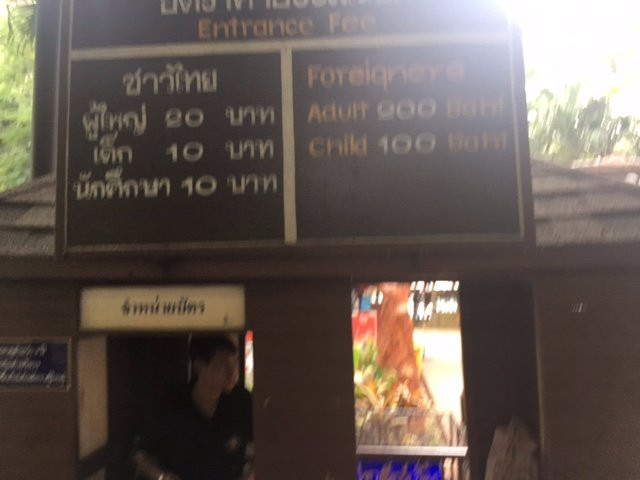 Entrance Fee
ชาวไทย
ผู้ใหญ่ 20 บาท
เด็ก 10 บาท
นักศึกษา 10 บาท
Foreigners
Adult 200 Baht
Child 100 Baht
จำหน่ายบัตร